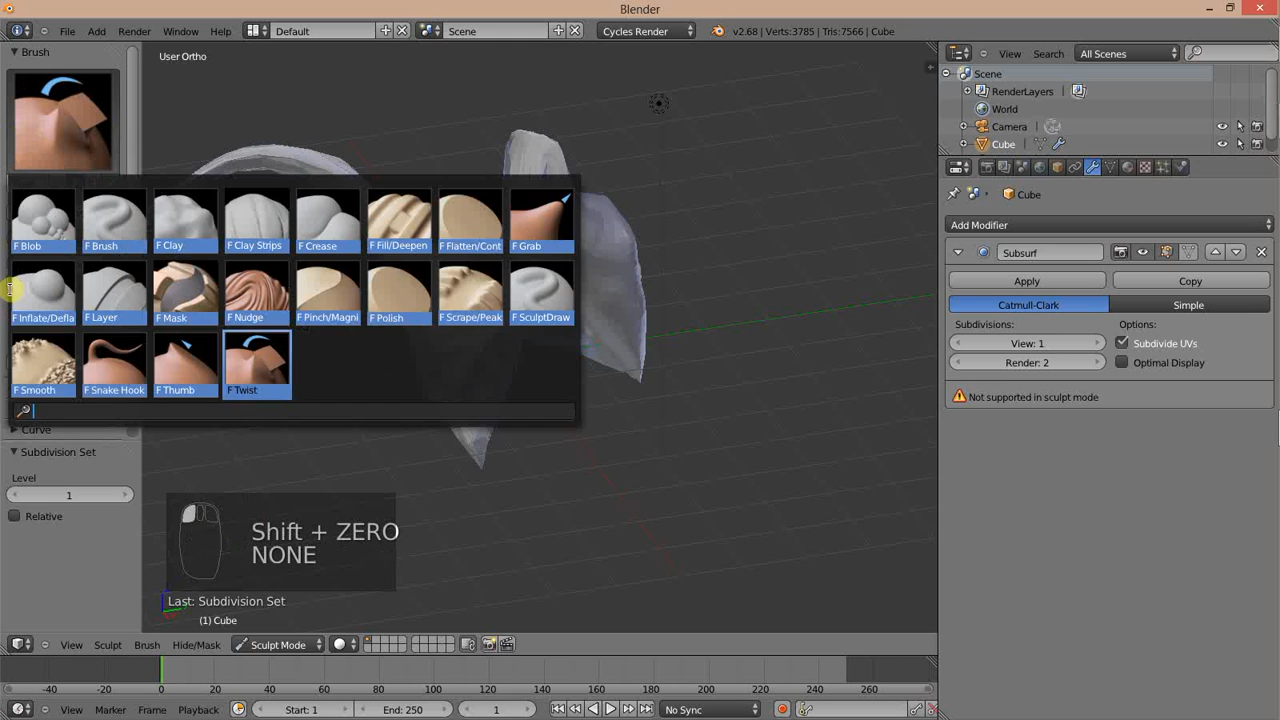 Blender
File Add Render Window Help Default Scene Cycles Render v2.68 | Verts:3785 | Tris:7566 | Cube
Brush
User Ortho
F Blob F Brush F Clay F Clay Strips F Crease F Fill/Deepen F Flatten/Cont F Grab
F Inflate/Defla F Layer F Mask F Nudge F Pinch/Magni F Polish F Scrape/Peak F SculptDraw
F Smooth F Snake Hook F Thumb F Twist
Curve
Subdivision Set
Level
1
Relative
Shift + ZERO
NONE
Last: Subdivision Set
(1) Cube
View Sculpt Brush Hide/Mask Sculpt Mode
-40 -20 0 20 40 60 80 100 120 140 160 180 200 220 240 260
View Marker Frame Playback Start: 1 End: 250 1 No Sync
View Search All Scenes
Scene
RenderLayers
World
Camera
Cube
Cube
Add Modifier
Subsurf
Apply Copy
Catmull-Clark Simple
Subdivisions: Options:
View: 1 Subdivide UVs
Render: 2 Optimal Display
Not supported in sculpt mode